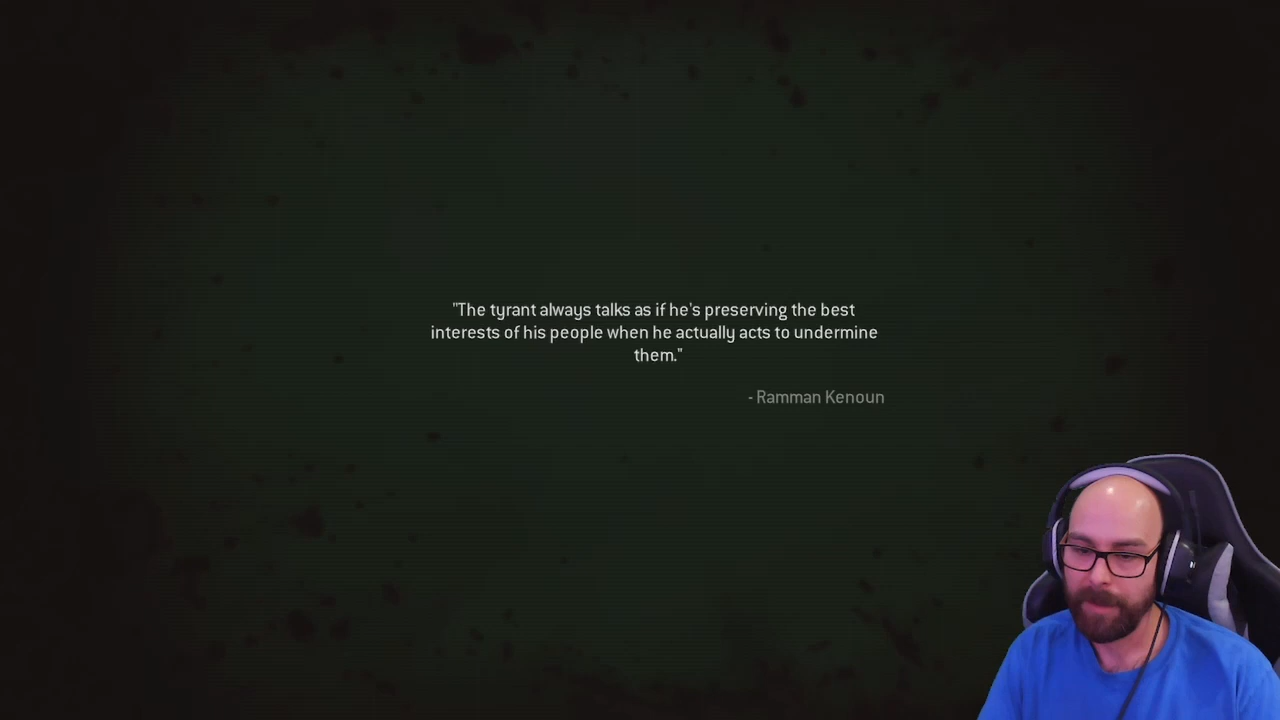 "The tyrant always talks as if he's preserving the best
interests of his people when he actually acts to undermine
them."
- Ramman Kenoun